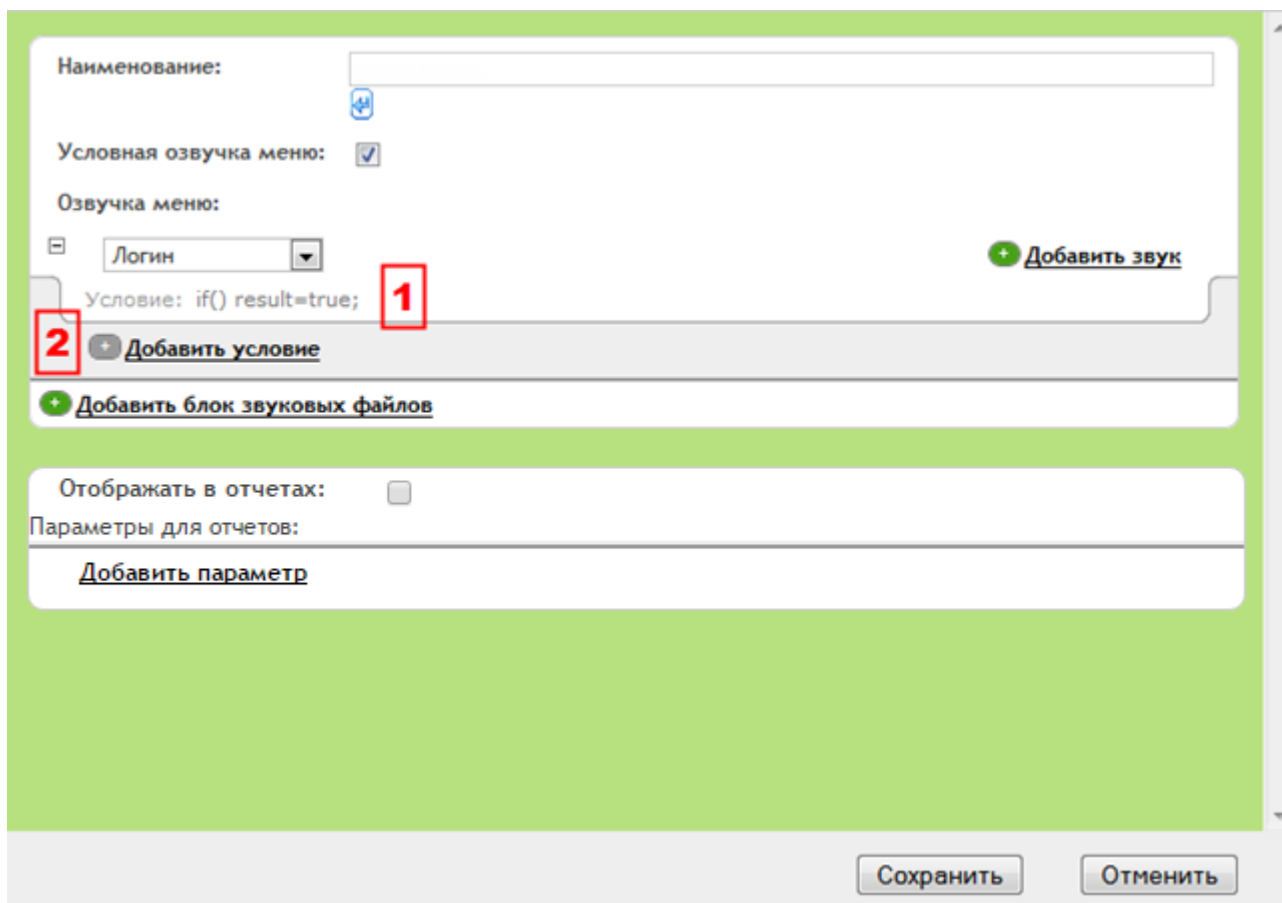 Наименование:
Условная озвучка меню:
Озвучка меню:
Логин
Добавить звук
Условие: if() result=true;
1
2
Добавить условие
Добавить блок звуковых файлов
Отображать в отчетах:
Параметры для отчетов:
Добавить параметр
Сохранить Отменить